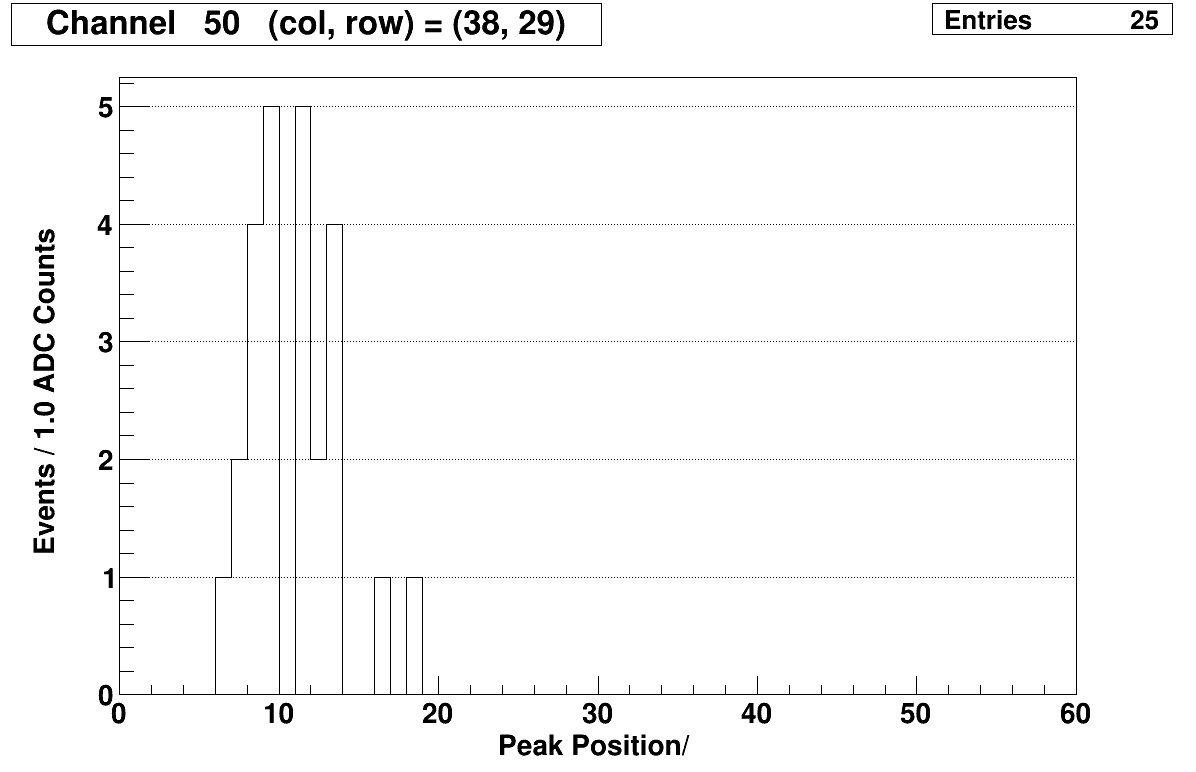 Channel 50 (col, row) = (38, 29)
Entries 25
Events / 1.0 ADC Counts
5
4
3
2
1
0
0 10 20 30 40 50 60
Peak Position/